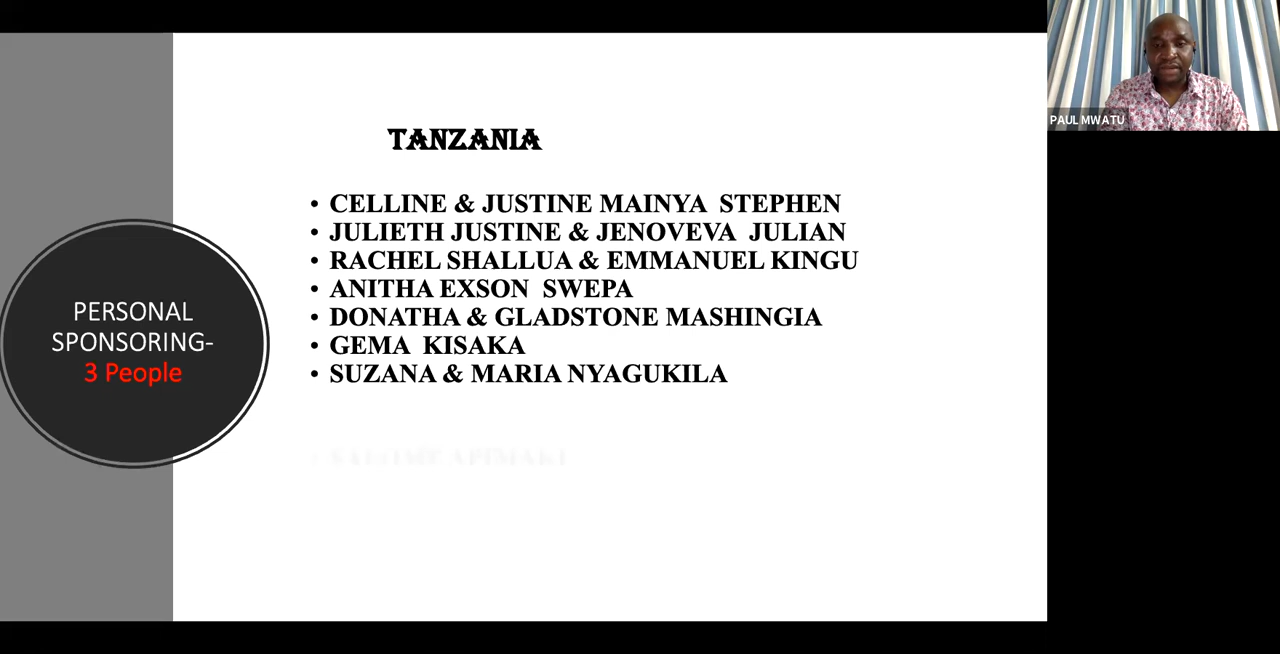 PAUL MWATU
TANZANIA
• CELLINE & JUSTINE MAINYA STEPHEN
• JULIETH JUSTINE & JENOVEVA JULIAN
• RACHEL SHALLUA & EMMANUEL KINGU
• ANITHA EXSON SWEPA
• DONATHA & GLADSTONE MASHINGIA
• GEMA KISAKA
• SUZANA & MARIA NYAGUKILA
PERSONAL
SPONSORING-
3 People